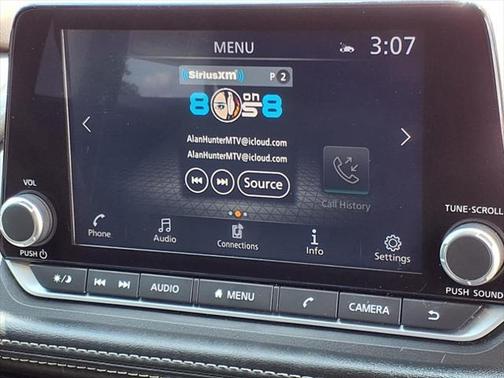 MENU
3:07
SiriusXM
P 2
80 on 8
AlanHunterMTV@icloud.com
AlanHunterMTV@icloud.com
Source
Call History
VOL
PUSH
Phone
Audio
Connections
Info
Settings
TUNE·SCROLL
PUSH SOUND
AUDIO
MENU
CAMERA